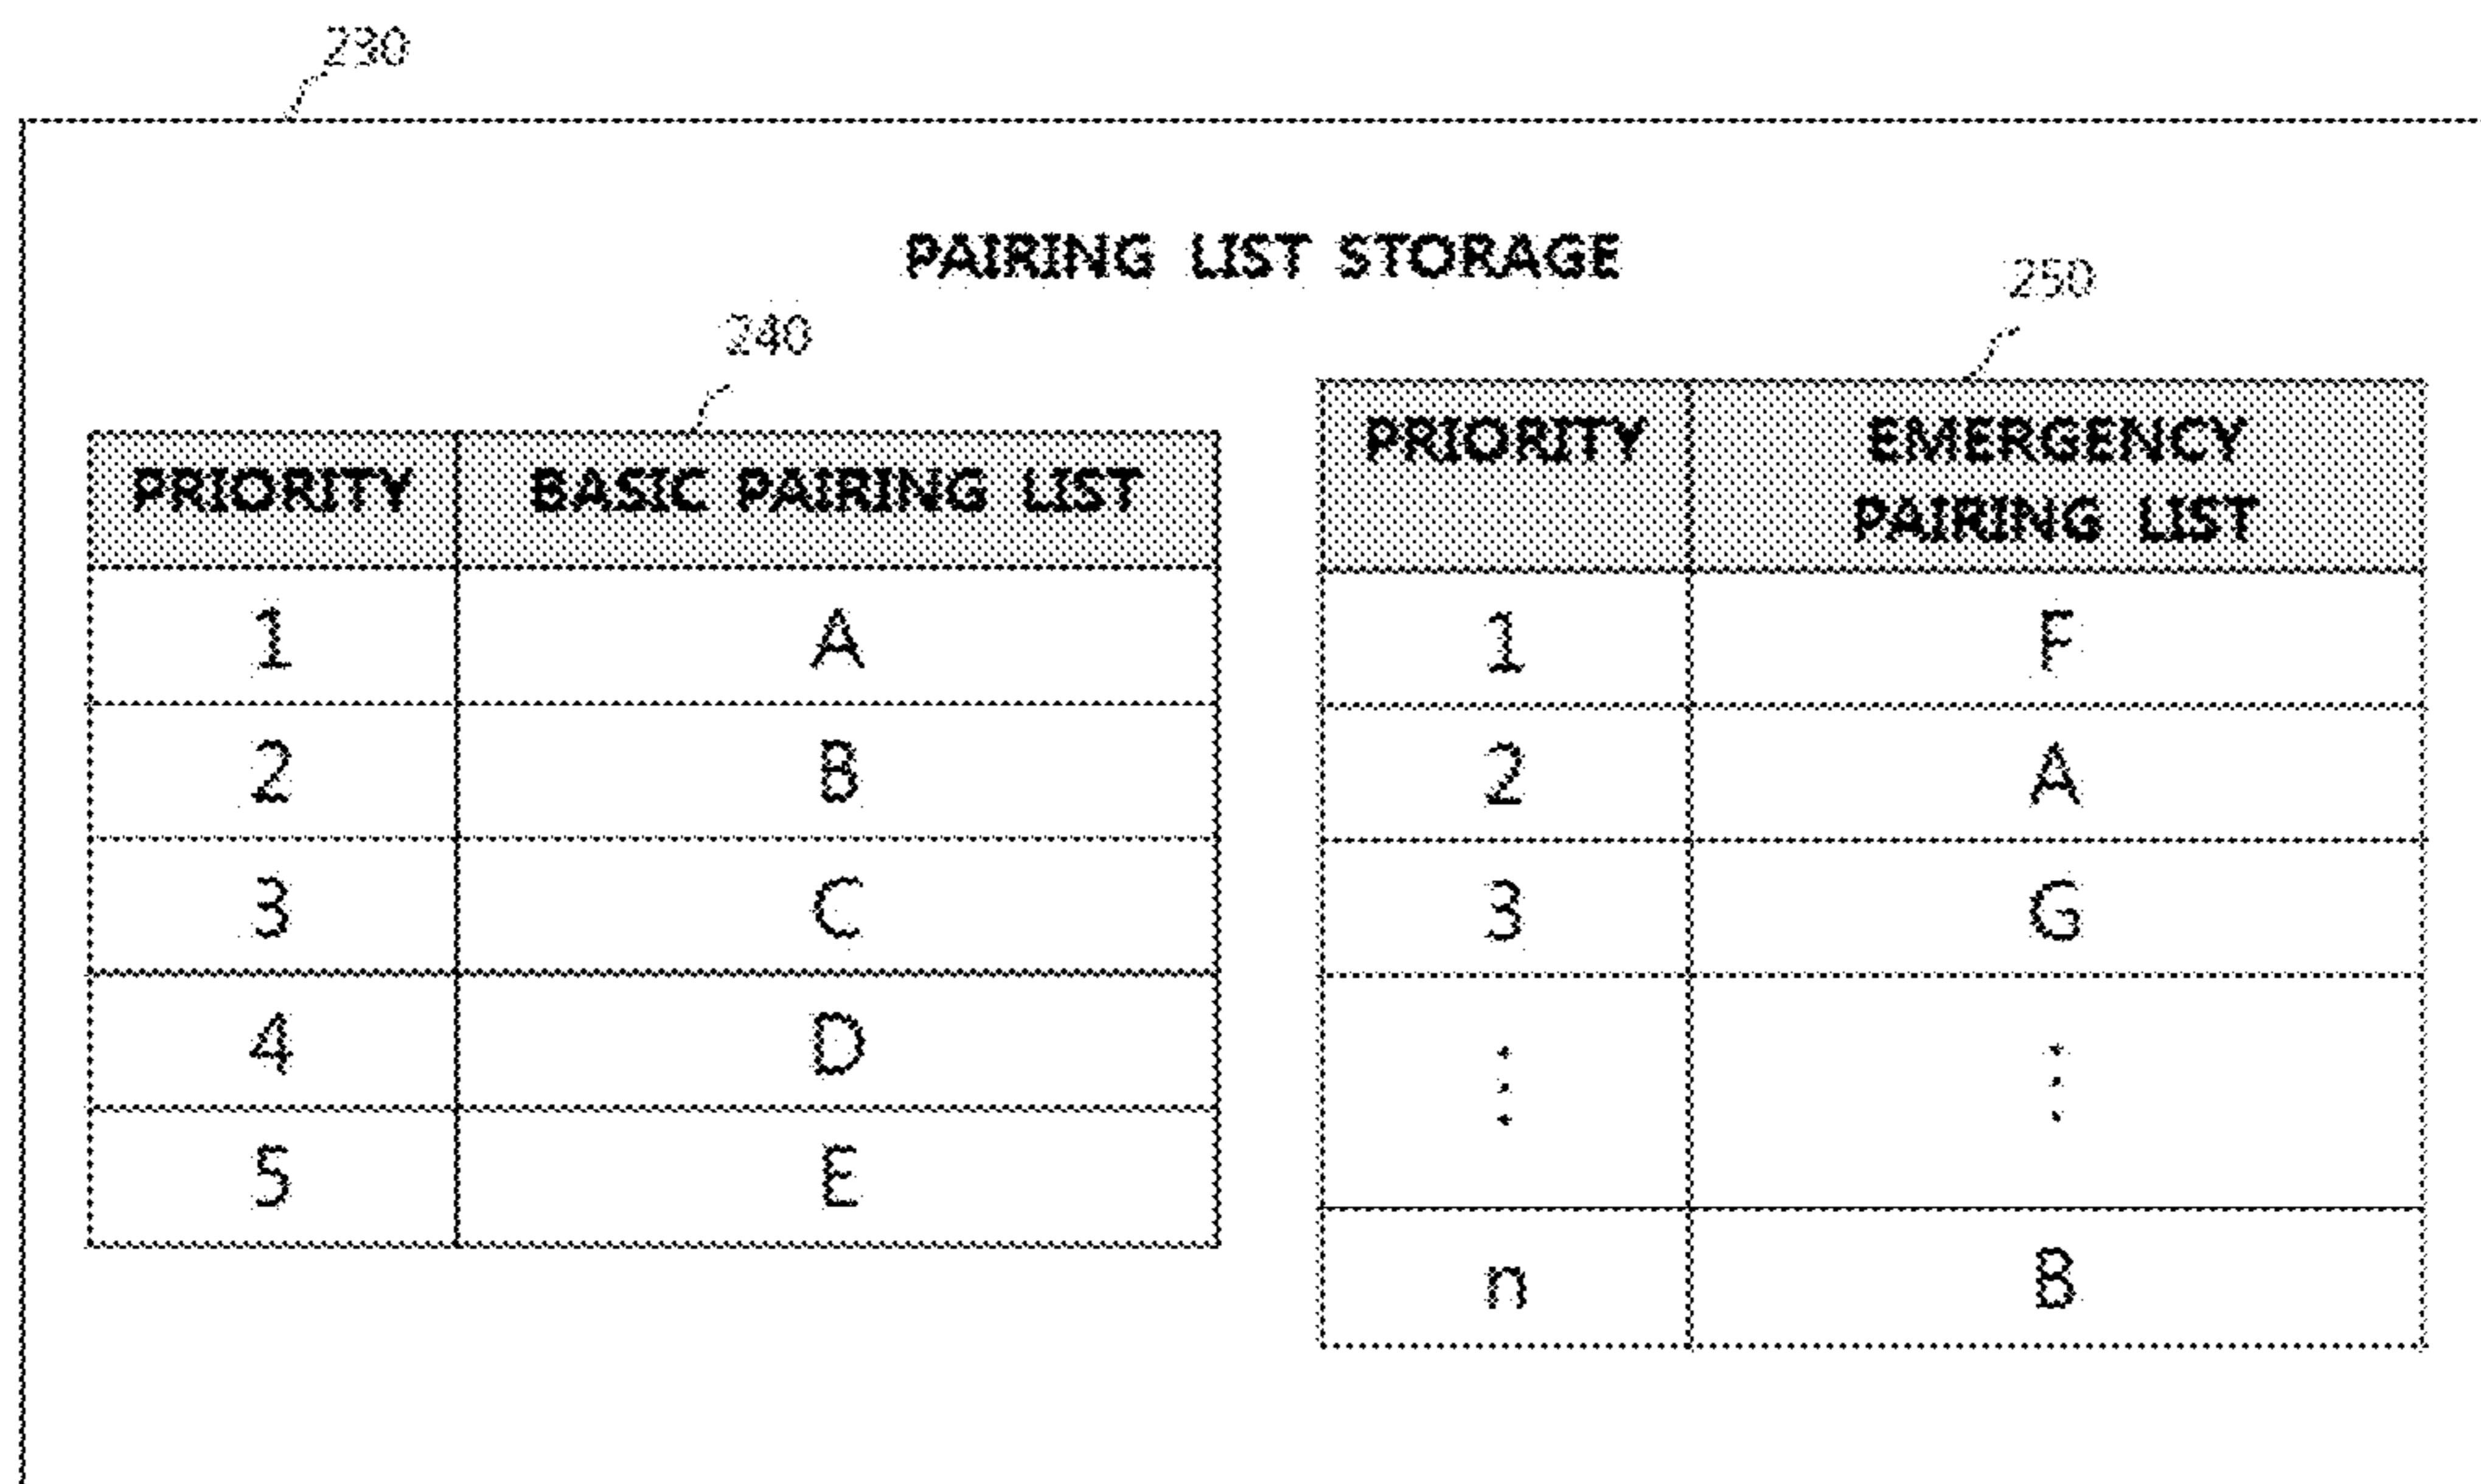 230
PAIRING LIST STORAGE
240
250
PRIORITY BASIC PAIRING LIST
1 A
2 B
3 C
4 D
5 E
PRIORITY EMERGENCY
PAIRING LIST
1 F
2 A
3 G
⋮ ⋮
n B